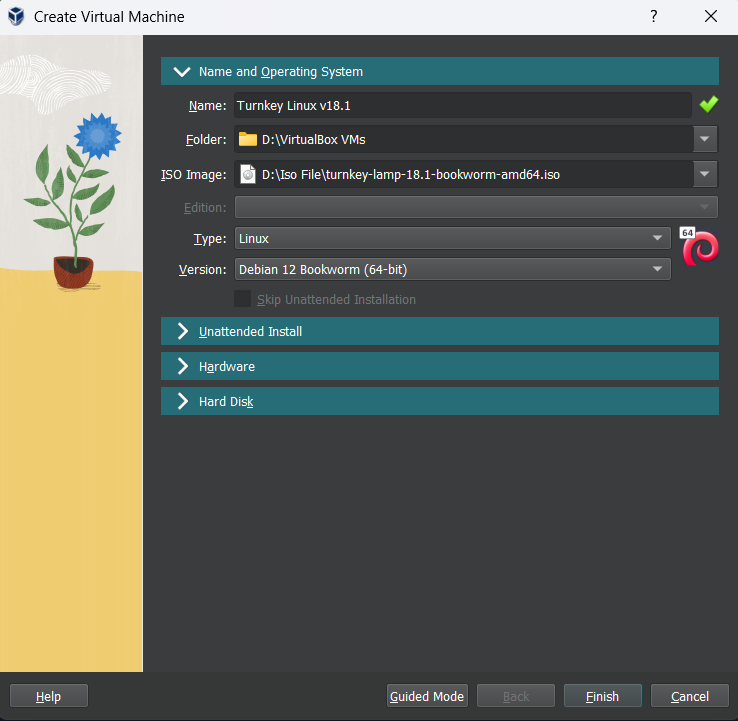 Create Virtual Machine
?
Name and Operating System
Name: Turnkey Linux v18.1
Folder: D:\VirtualBox VMs
ISO Image: D:\Iso File\turnkey-lamp-18.1-bookworm-amd64.iso
Edition:
Type: Linux
64
Version: Debian 12 Bookworm (64-bit)
Skip Unattended Installation
Unattended Install
Hardware
Hard Disk
Help Guided Mode Back Finish Cancel